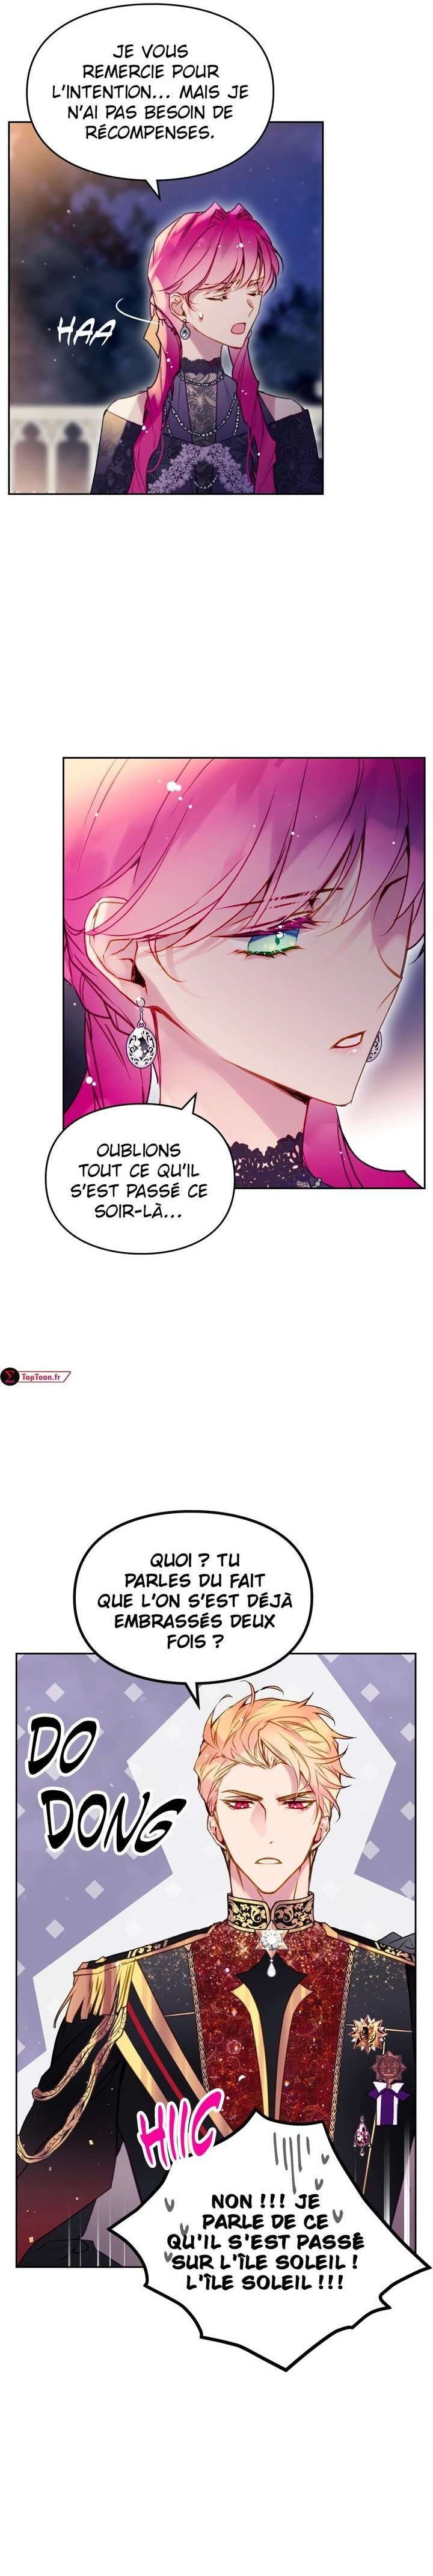 JE VOUS
REMERCIE POUR
L'INTENTION... MAIS JE
N'AI PAS BESOIN DE
RÉCOMPENSES.
HAA
OUBLIONS
TOUT CE QU'IL
S'EST PASSÉ CE
SOIR-LÀ...
TopToon.fr
QUOI ? TU
PARLES DU FAIT
QUE L'ON S'EST DÉJÀ
EMBRASSÉS DEUX
FOIS ?
DO
DONG
HIIC
NON !!! JE
PARLE DE CE
QU'IL S'EST PASSÉ
SUR L'ÎLE SOLEIL !
L'ÎLE SOLEIL !!!